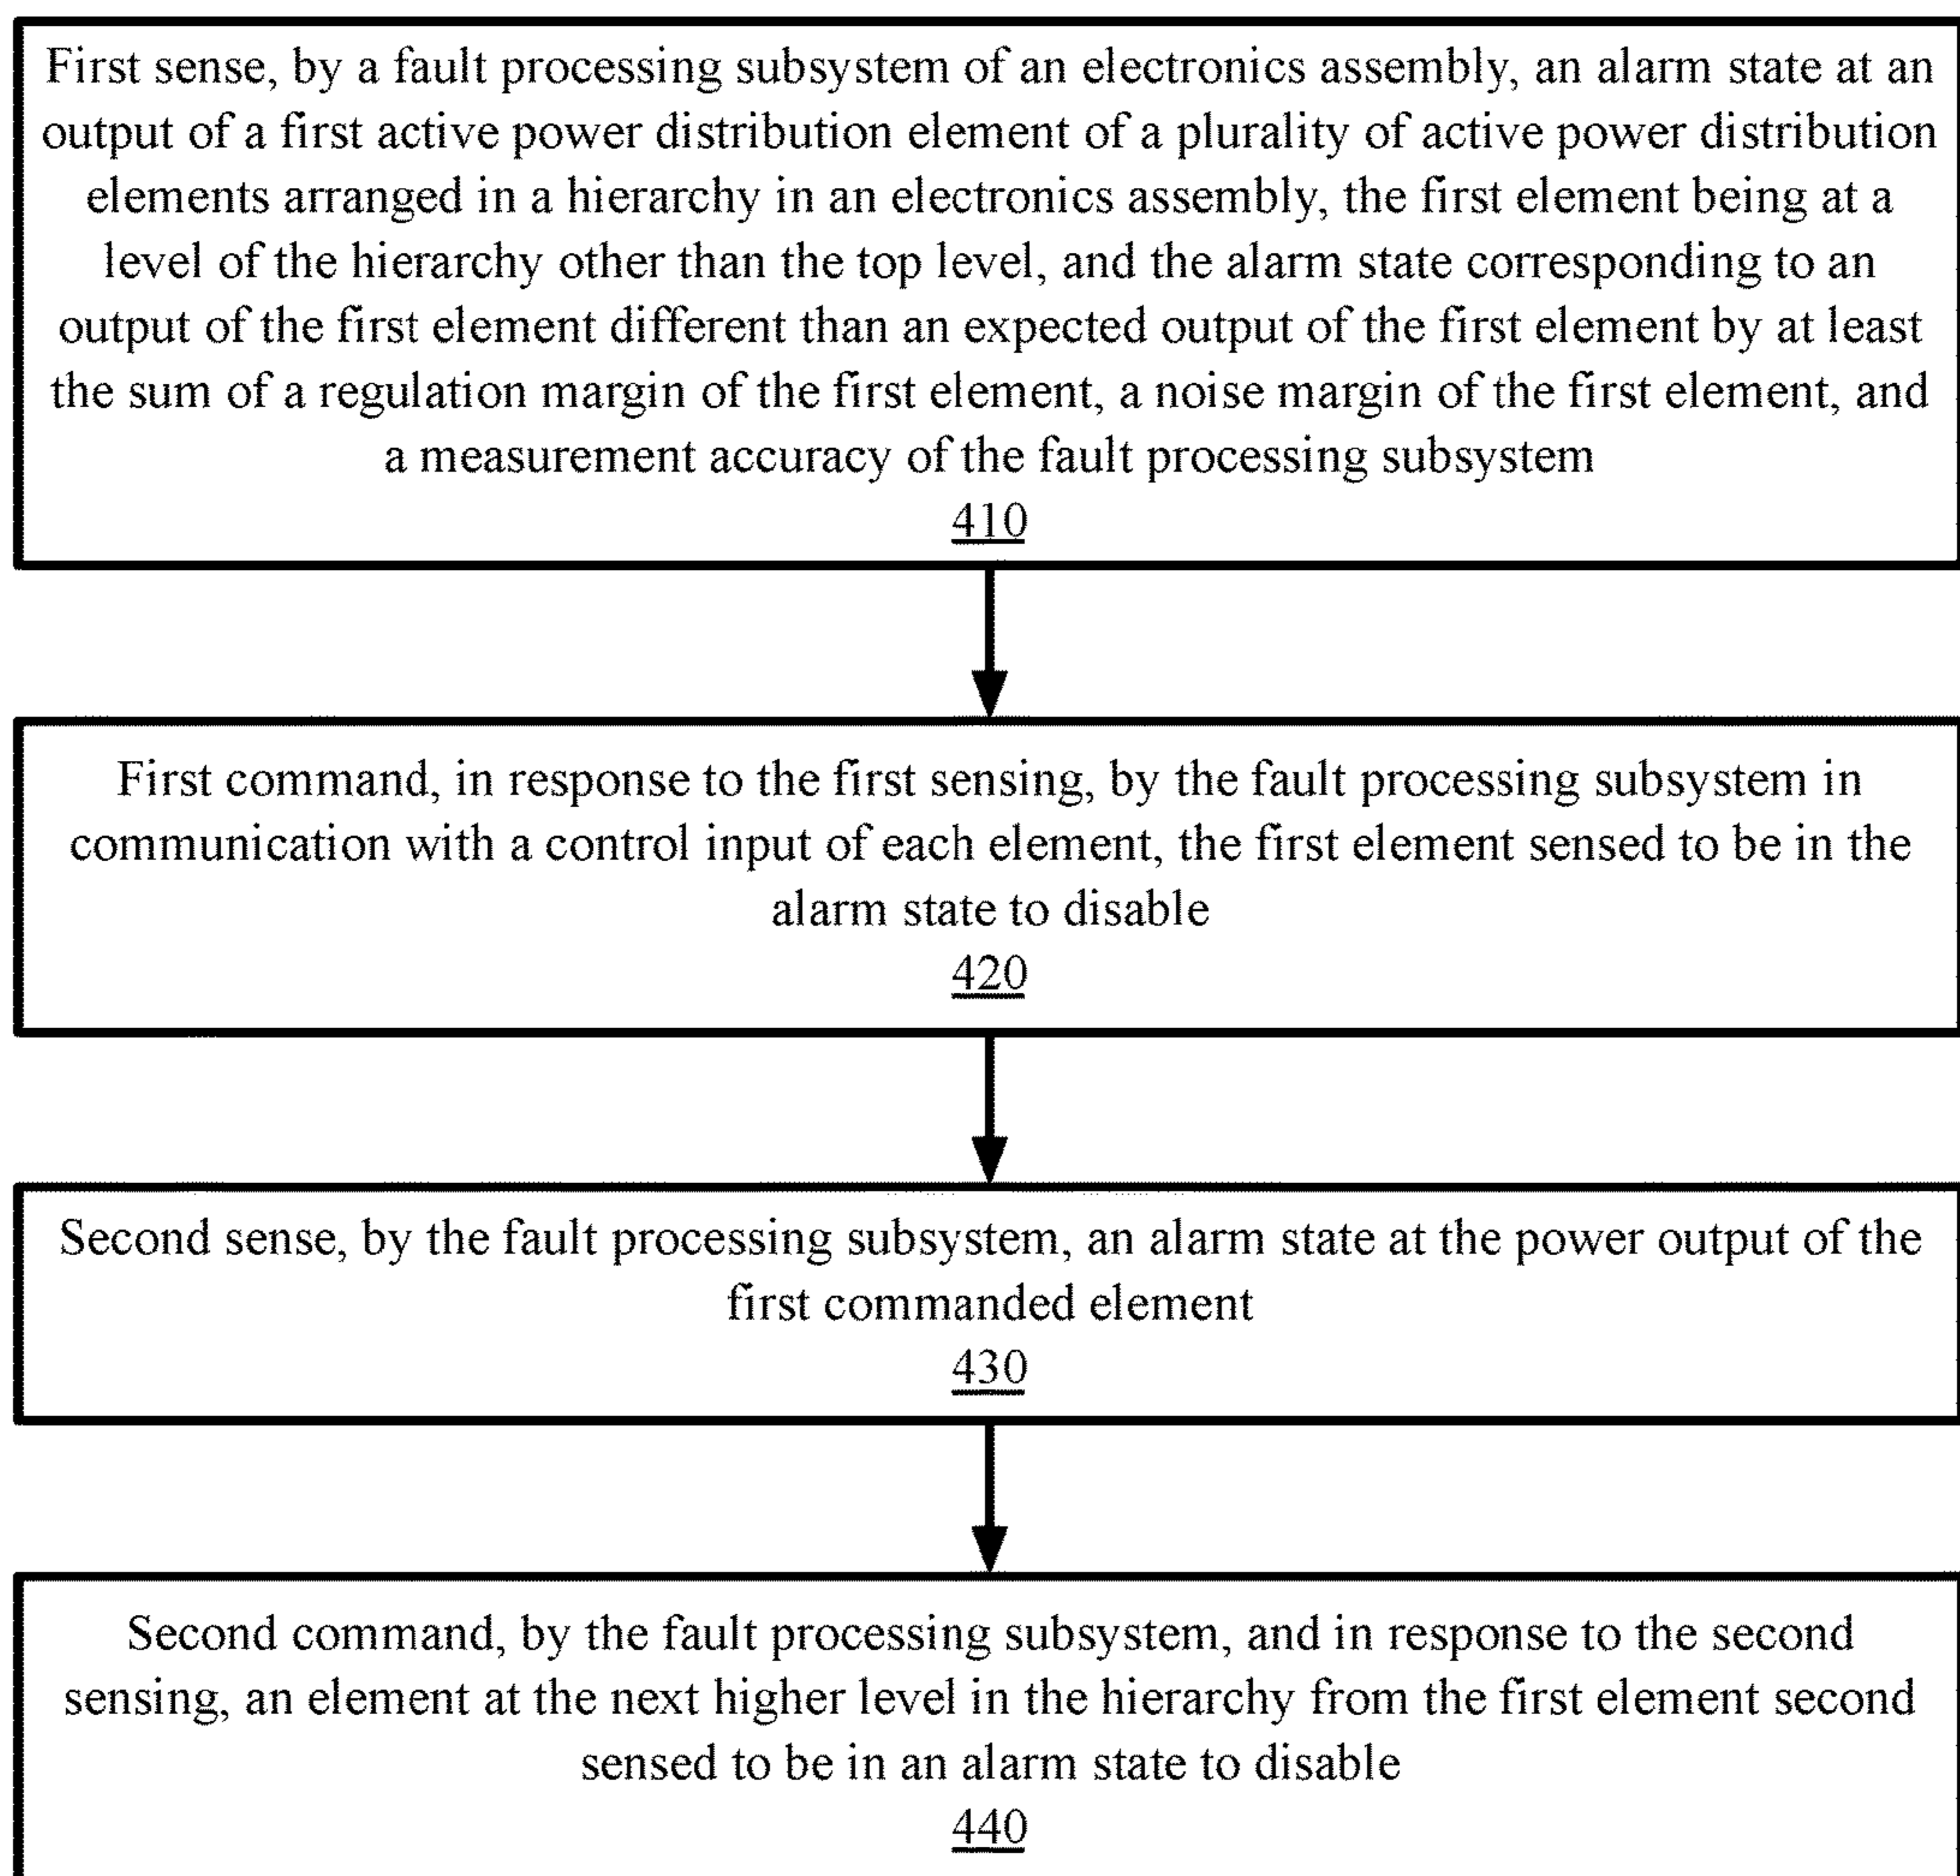 First sense, by a fault processing subsystem of an electronics assembly, an alarm state at an
output of a first active power distribution element of a plurality of active power distribution
elements arranged in a hierarchy in an electronics assembly, the first element being at a
level of the hierarchy other than the top level, and the alarm state corresponding to an
output of the first element different than an expected output of the first element by at least
the sum of a regulation margin of the first element, a noise margin of the first element, and
a measurement accuracy of the fault processing subsystem
410
First command, in response to the first sensing, by the fault processing subsystem in
communication with a control input of each element, the first element sensed to be in the
alarm state to disable
420
Second sense, by the fault processing subsystem, an alarm state at the power output of the
first commanded element
430
Second command, by the fault processing subsystem, and in response to the second
sensing, an element at the next higher level in the hierarchy from the first element second
sensed to be in an alarm state to disable
440